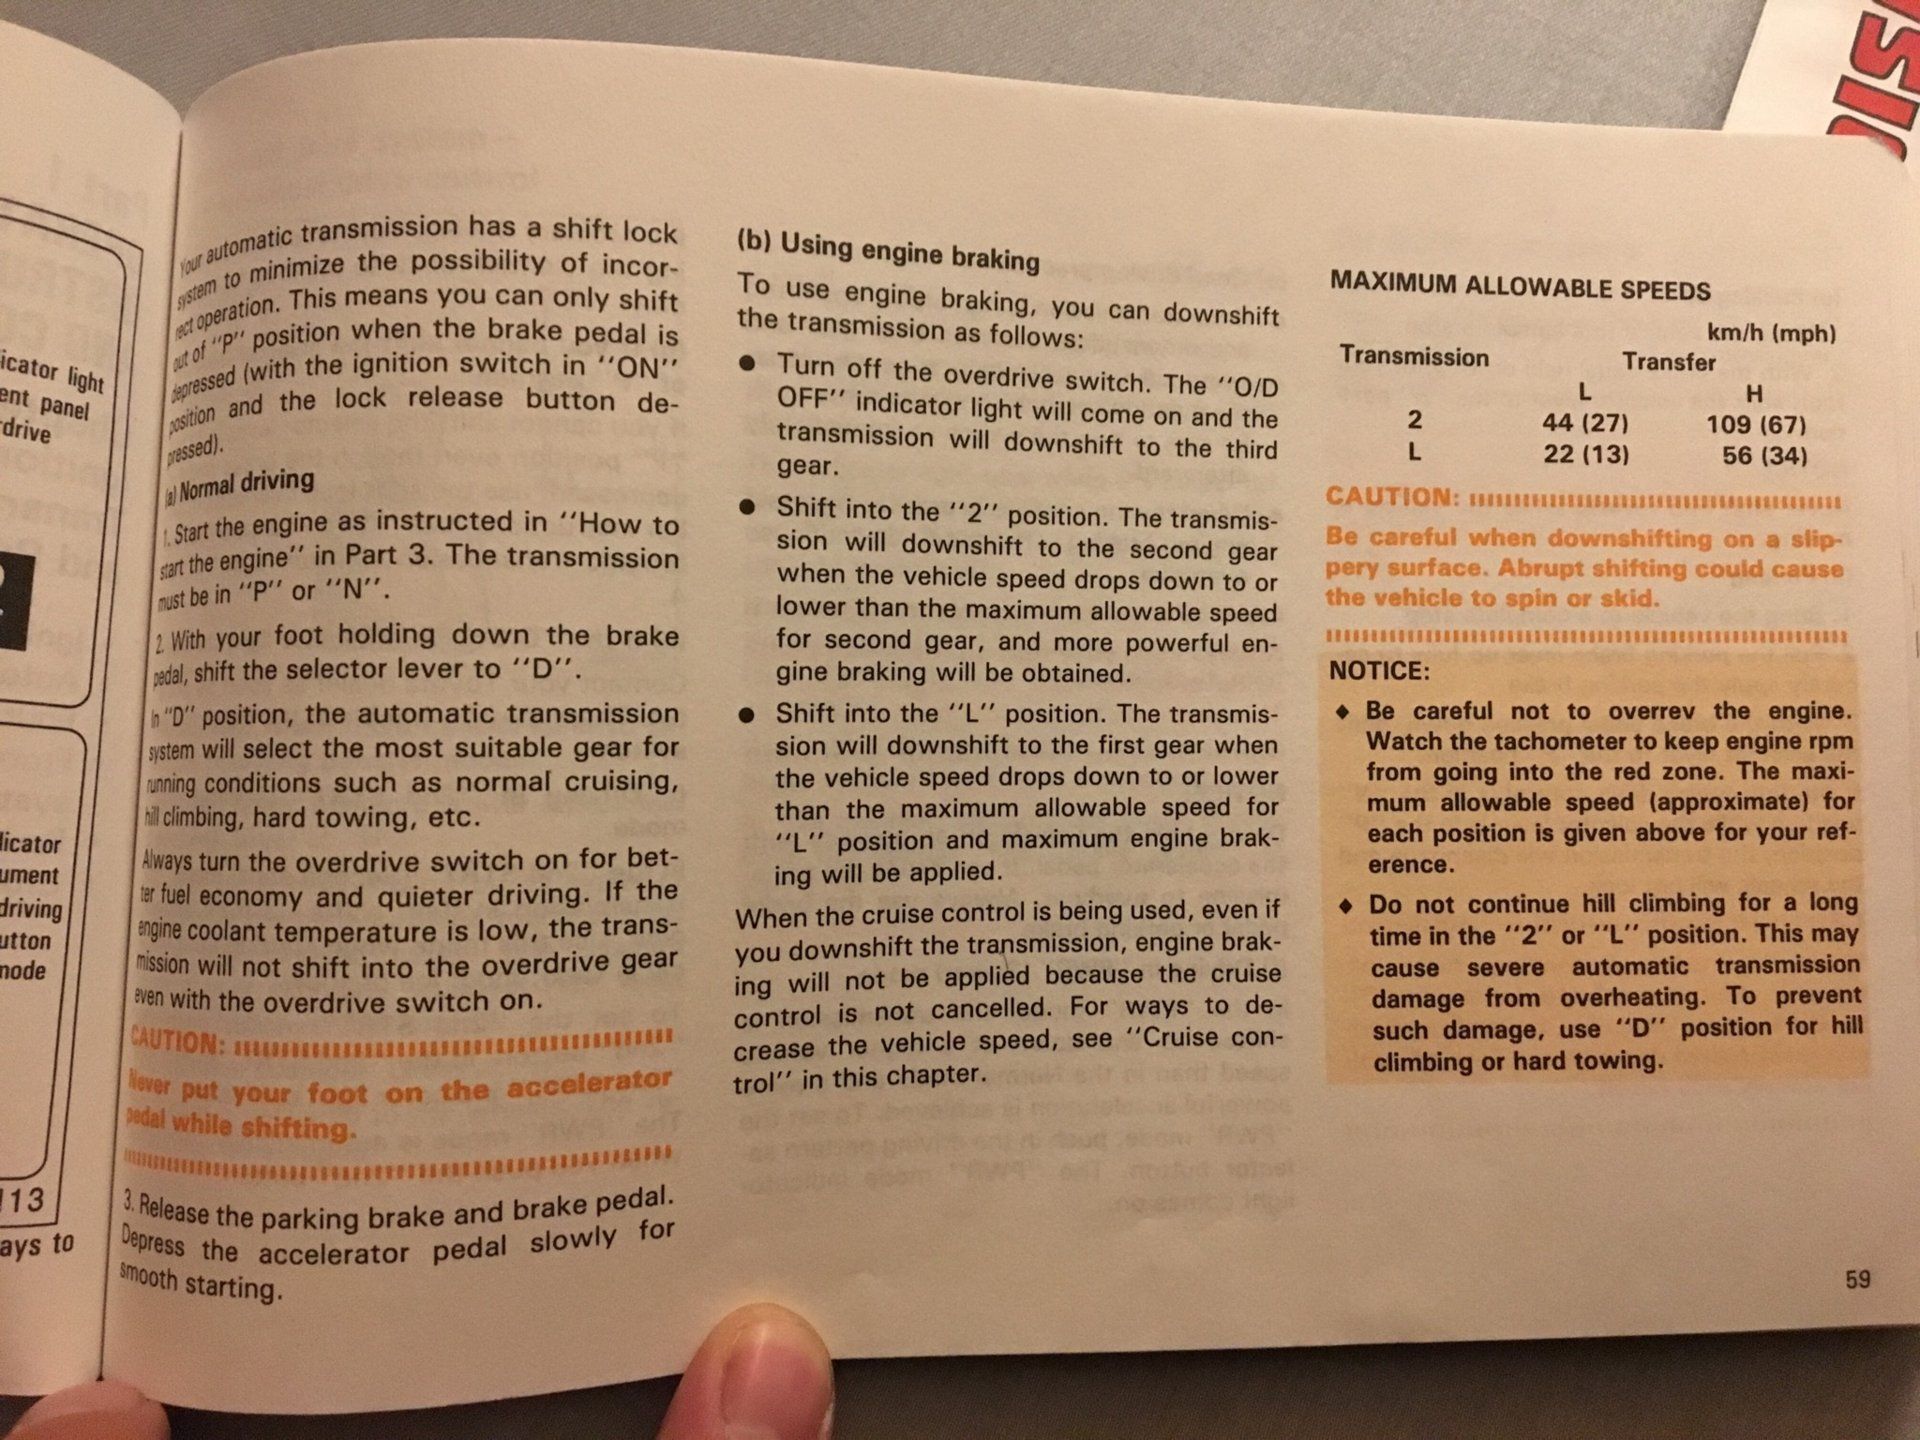 icator light
ent panel
rdrive
licator
ument
driving
utton
node
113
ays to
Your automatic transmission has a shift lock
system to minimize the possibility of incor-
rect operation. This means you can only shift
out of "P" position when the brake pedal is
depressed (with the ignition switch in "ON"
position and the lock release button de-
pressed).
(a) Normal driving
1. Start the engine as instructed in "How to
start the engine" in Part 3. The transmission
must be in "P" or "N".
2. With your foot holding down the brake
pedal, shift the selector lever to "D".
In "D" position, the automatic transmission
system will select the most suitable gear for
running conditions such as normal cruising,
hill climbing, hard towing, etc.
Always turn the overdrive switch on for bet-
ter fuel economy and quieter driving. If the
engine coolant temperature is low, the trans-
mission will not shift into the overdrive gear
even with the overdrive switch on.
CAUTION:
Never put your foot on the accelerator
pedal while shifting.
3. Release the parking brake and brake pedal.
Depress the accelerator pedal slowly for
smooth starting.
(b) Using engine braking
To use engine braking, you can downshift
the transmission as follows:
● Turn off the overdrive switch. The "O/D
OFF" indicator light will come on and the
transmission will downshift to the third
gear.
● Shift into the "2" position. The transmis-
sion will downshift to the second gear
when the vehicle speed drops down to or
lower than the maximum allowable speed
for second gear, and more powerful en-
gine braking will be obtained.
● Shift into the "L" position. The transmis-
sion will downshift to the first gear when
the vehicle speed drops down to or lower
than the maximum allowable speed for
"L" position and maximum engine brak-
ing will be applied.
When the cruise control is being used, even if
you downshift the transmission, engine brak-
ing will not be applied because the cruise
control is not cancelled. For ways to de-
crease the vehicle speed, see "Cruise con-
trol" in this chapter.
MAXIMUM ALLOWABLE SPEEDS
km/h (mph)
Transmission Transfer
L H
2 44 (27) 109 (67)
L 22 (13) 56 (34)
CAUTION:
Be careful when downshifting on a slip-
pery surface. Abrupt shifting could cause
the vehicle to spin or skid.
NOTICE:
♦ Be careful not to overrev the engine.
Watch the tachometer to keep engine rpm
from going into the red zone. The maxi-
mum allowable speed (approximate) for
each position is given above for your ref-
erence.
♦ Do not continue hill climbing for a long
time in the "2" or "L" position. This may
cause severe automatic transmission
damage from overheating. To prevent
such damage, use "D" position for hill
climbing or hard towing.
59